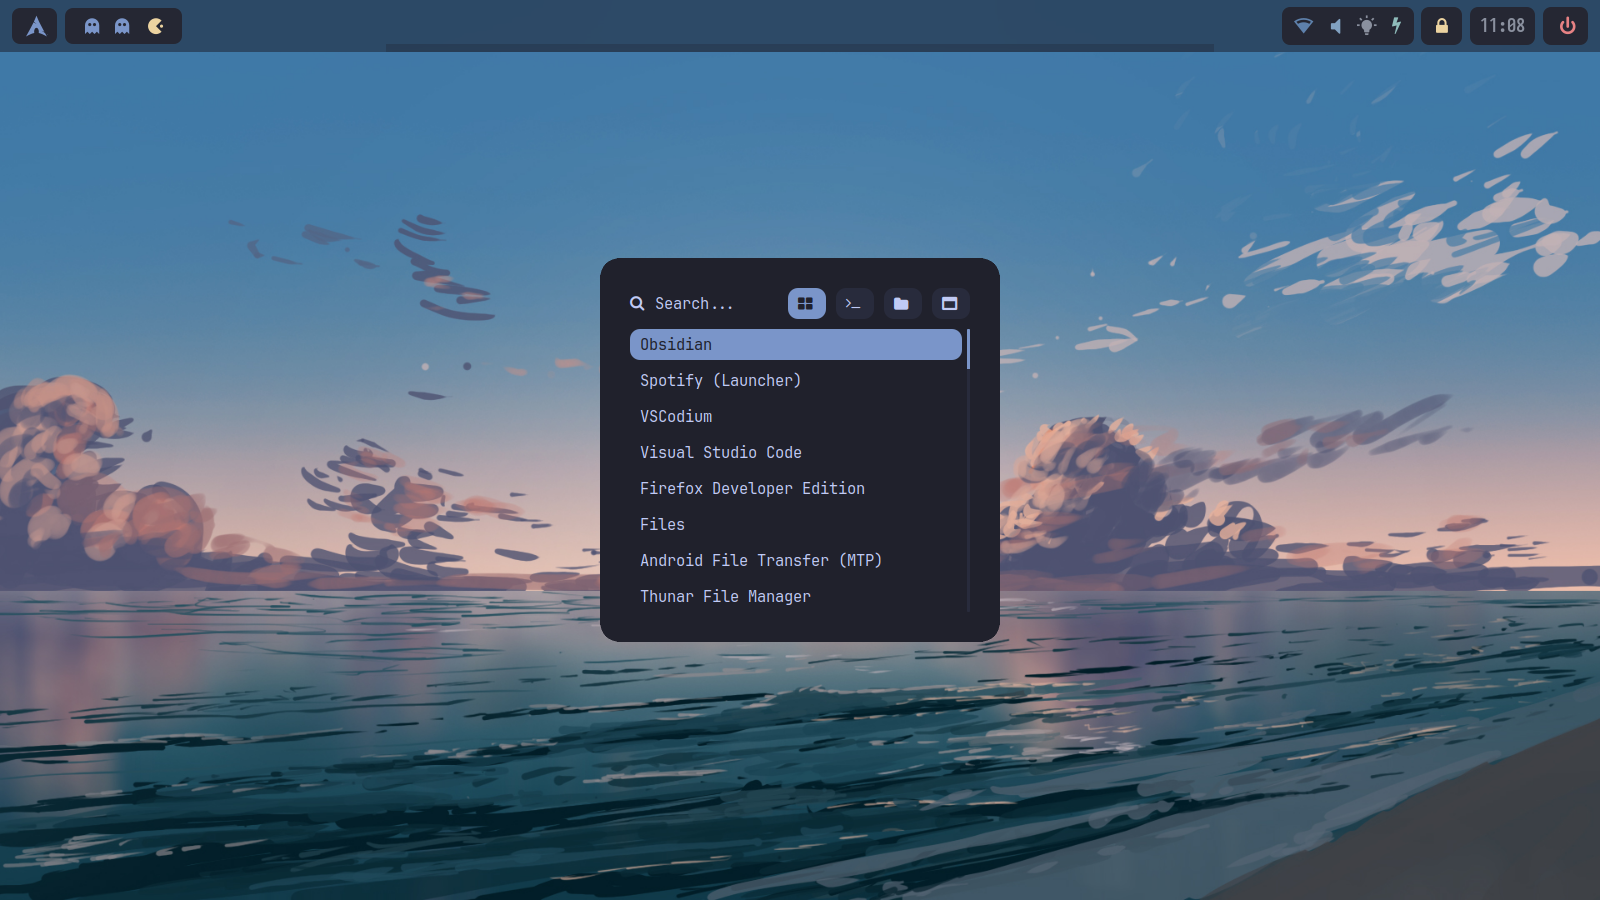 11:08
Search...
Obsidian
Spotify (Launcher)
VSCodium
Visual Studio Code
Firefox Developer Edition
Files
Android File Transfer (MTP)
Thunar File Manager